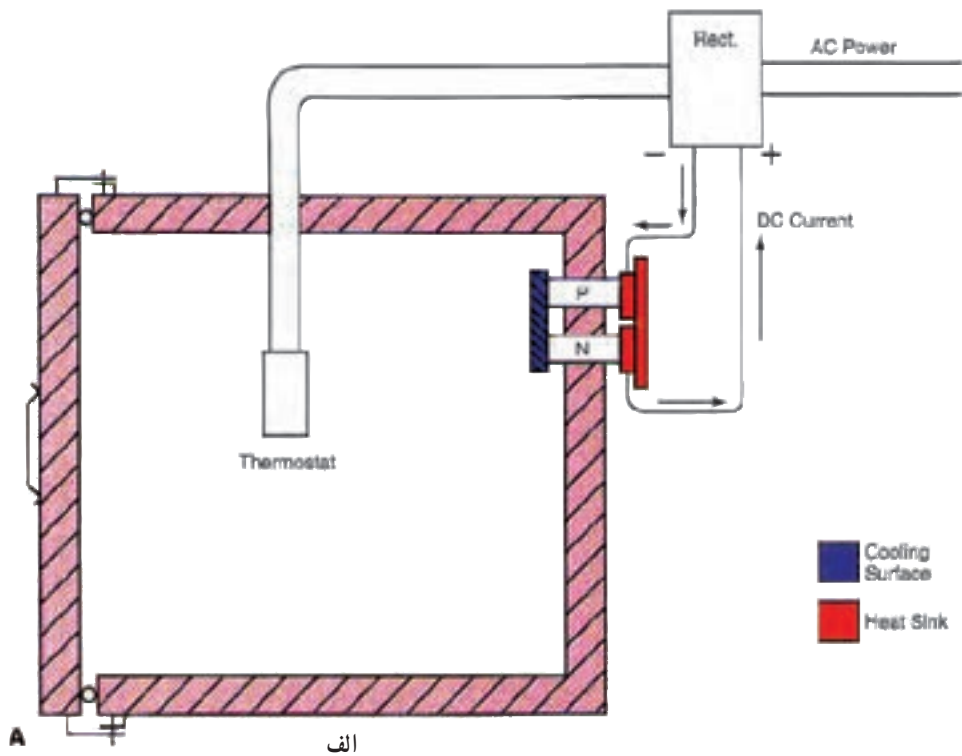 Rect.
AC Power
− +
DC Current
P
N
Thermostat
Cooling
Surface
Heat Sink
A
الف